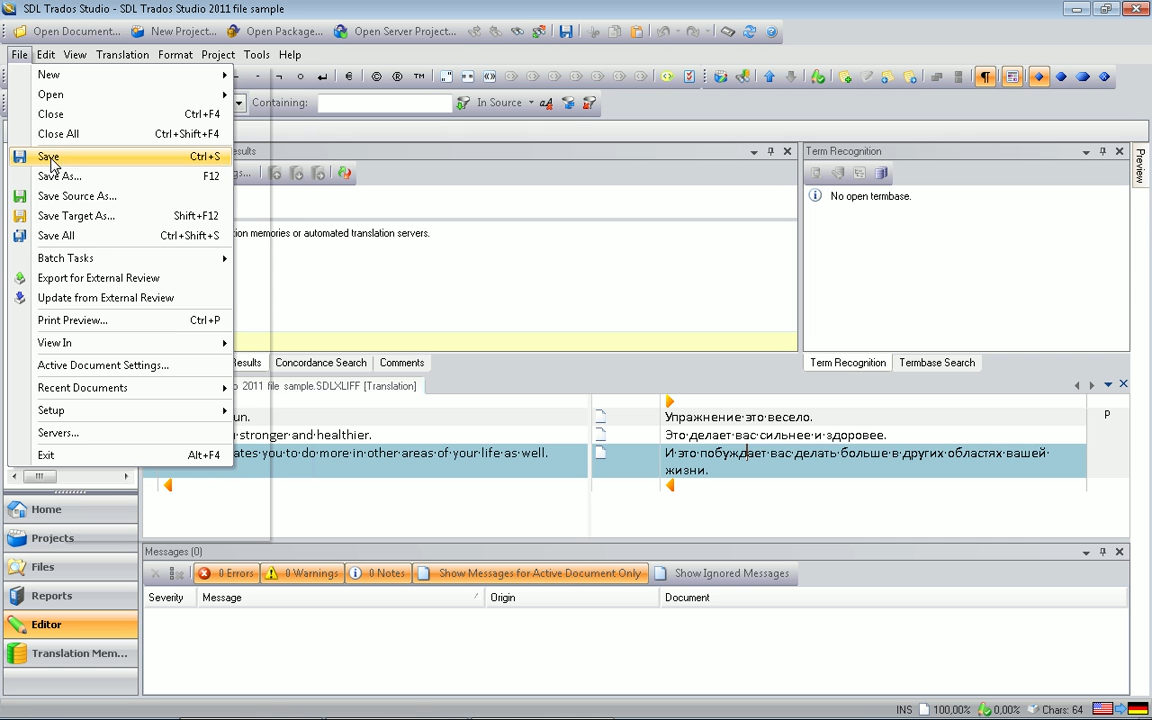 SDL Trados Studio - SDL Trados Studio 2011 file sample
Open Document... New Project... Open Package... Open Server Project...
File Edit View Translation Format Project Tools Help
€ © ® ™ ¶
Containing: In Source
New
Open
Close Ctrl+F4
Close All Ctrl+Shift+F4
Save Ctrl+S
Save As... F12
Save Source As...
Save Target As... Shift+F12
Save All Ctrl+Shift+S
Batch Tasks
Export for External Review
Update from External Review
Print Preview... Ctrl+P
View In
Active Document Settings...
Recent Documents
Setup
Servers...
Exit Alt+F4
esults
gs...
ion memories or automated translation servers.
esults Concordance Search Comments
Term Recognition
No open termbase.
Term Recognition Termbase Search
Preview
o 2011 file sample.SDLXLIFF [Translation]
un. Упражнение·это·весело. P
stronger·and·healthier. Это·делает·вас·сильнее·и·здоровее.
ates·you·to·do·more·in·other·areas·of·your·life·as·well. И·это·побуждает·вас·делать·больше·в·других·областях·вашей·
жизни.
Home
Projects
Files
Reports
Editor
Translation Mem...
Messages (0)
0 Errors 0 Warnings 0 Notes Show Messages for Active Document Only Show Ignored Messages
Severity Message Origin Document
INS 100,00% 0,00% Chars: 64